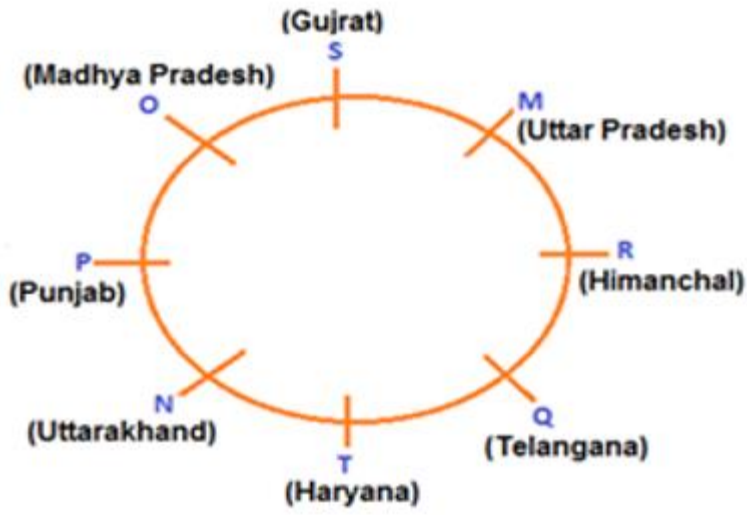 (Gujrat)
S
(Madhya Pradesh)
O
M
(Uttar Pradesh)
P
(Punjab)
R
(Himanchal)
N
(Uttarakhand)
Q
(Telangana)
T
(Haryana)